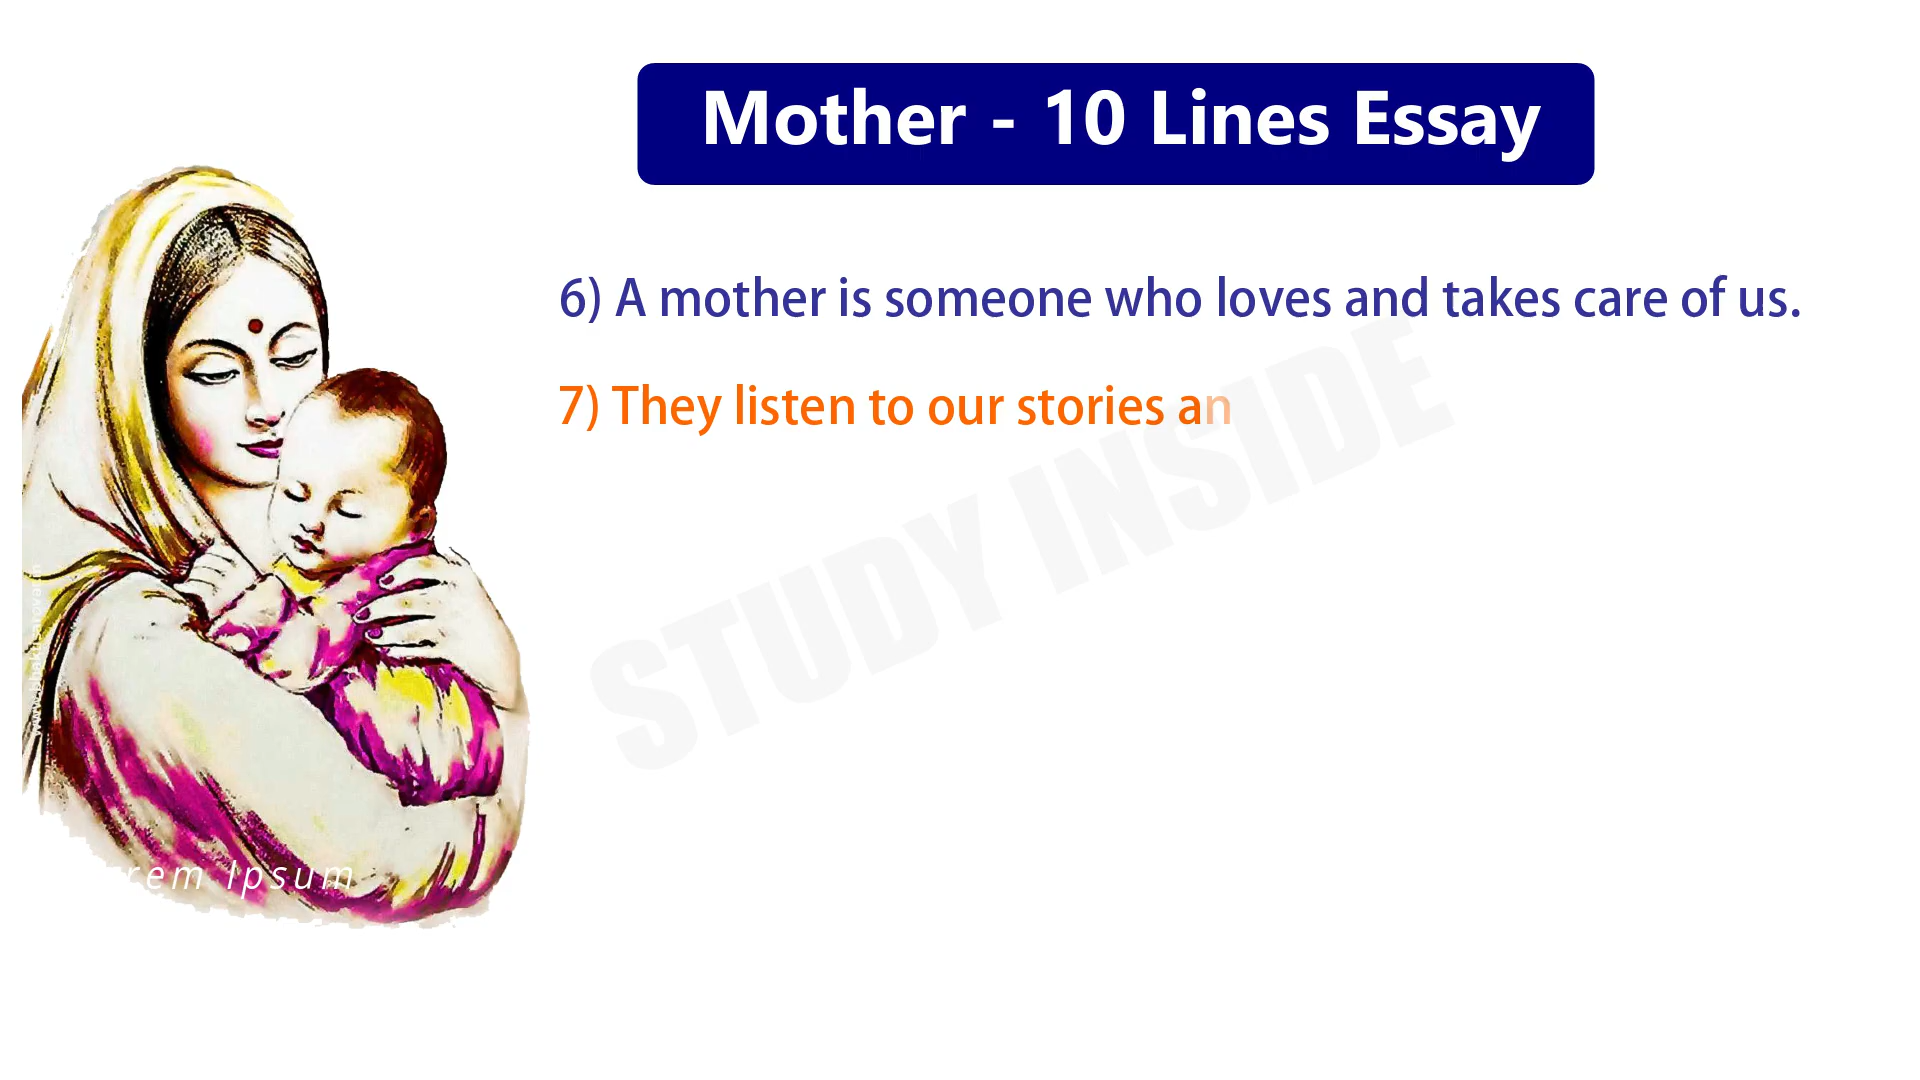 Mother - 10 Lines Essay
6) A mother is someone who loves and takes care of us.
7) They listen to our stories an
STUDY INSIDE
rem Ipsum